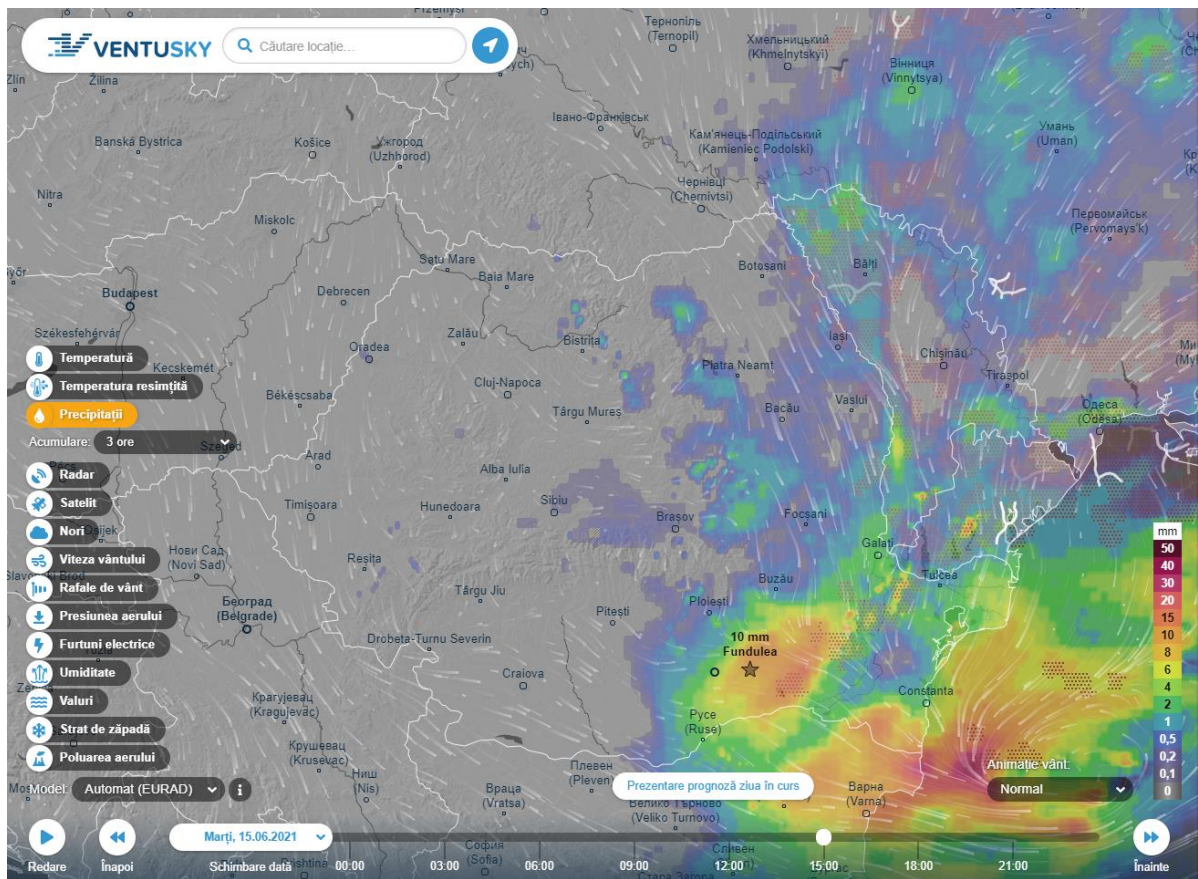 Przemyśl
Тернопіль
(Ternopil)
VENTUSKY
Căutare locație...
Хмельницький
(Khmelnytskyi)
Вінниця
(Vinnytsya)
Žilina
Івано-Франківськ
Banská Bystrica
Košice
Ужгород
(Uzhhorod)
Кам'янець-Подільський
(Kamieniec Podolski)
Умань
(Uman)
Чернівці
(Chernivtsi)
Nitra
Miskolc
Первомайськ
(Pervomays'k)
Satu Mare
Baia Mare
Botoșani
Bălți
Budapest
Debrecen
Székesfehérvár
Zalău
Bistrița
Iași
Oradea
Chișinău
Temperatură
Kecskemét
Piatra Neamț
Tiraspol
Temperatura resimțită
Cluj-Napoca
Békéscsaba
Târgu Mureș
Bacău
Vaslui
Одеса
(Odesa)
Precipitații
Acumulare: 3 ore
Szeged
Arad
Alba Iulia
Radar
Timișoara
Hunedoara
Sibiu
Brașov
Focșani
Satelit
Nori
Osijek
Galați
mm
50
40
30
20
15
10
8
6
4
2
1
0,5
0,2
0,1
0
Нови Сад
(Novi Sad)
Viteza vântului
Reșița
Buzău
Tulcea
Rafale de vânt
Târgu Jiu
Београд
(Belgrade)
Pitești
Ploiești
Presiunea aerului
Drobeta-Turnu Severin
10 mm
Fundulea
Furtuni electrice
Umiditate
Craiova
Constanta
Valuri
Крагујевац
(Kragujevac)
Русе
(Ruse)
Strat de zăpadă
Крушевац
(Krusevac)
Poluarea aerului
Ниш
(Nis)
Плевен
(Pleven)
Animație vânt:
Normal
Model: Automat (EURAD)
i
Враца
(Vratsa)
Prezentare prognoză ziua în curs
Варна
(Varna)
Велико Търново
(Veliko Turnovo)
Marți, 15.06.2021
София
(Sofia)
Сливен
Redare
Înapoi
Schimbare dată
00:00
03:00
06:00
09:00
12:00
15:00
18:00
21:00
Înainte